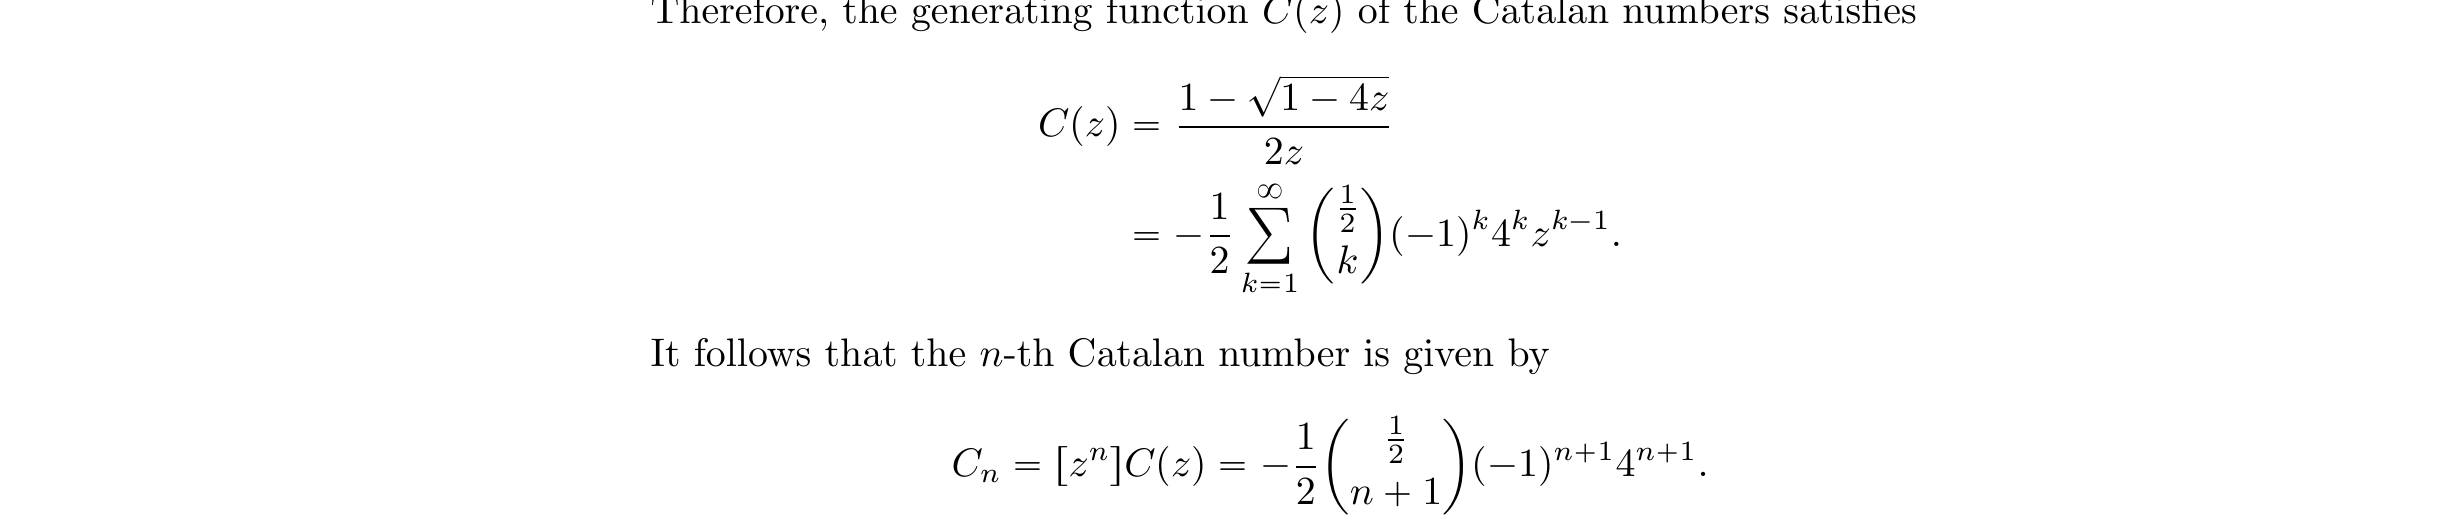 Therefore, the generating function C(z) of the Catalan numbers satisfies
C(z) = \frac{1 - \sqrt{1 - 4z}}{2z}
= -\frac{1}{2} \sum_{k=1}^{\infty} \binom{\frac{1}{2}}{k} (-1)^k 4^k z^{k-1}.
It follows that the n-th Catalan number is given by
C_n = [z^n]C(z) = -\frac{1}{2} \binom{\frac{1}{2}}{n+1} (-1)^{n+1} 4^{n+1}.